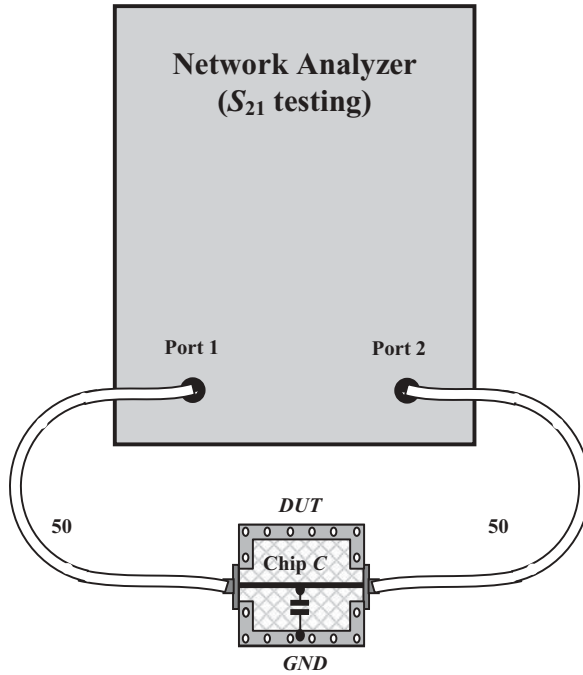 Network Analyzer
(S21 testing)
Port 1
Port 2
50
50
DUT
Chip C
GND